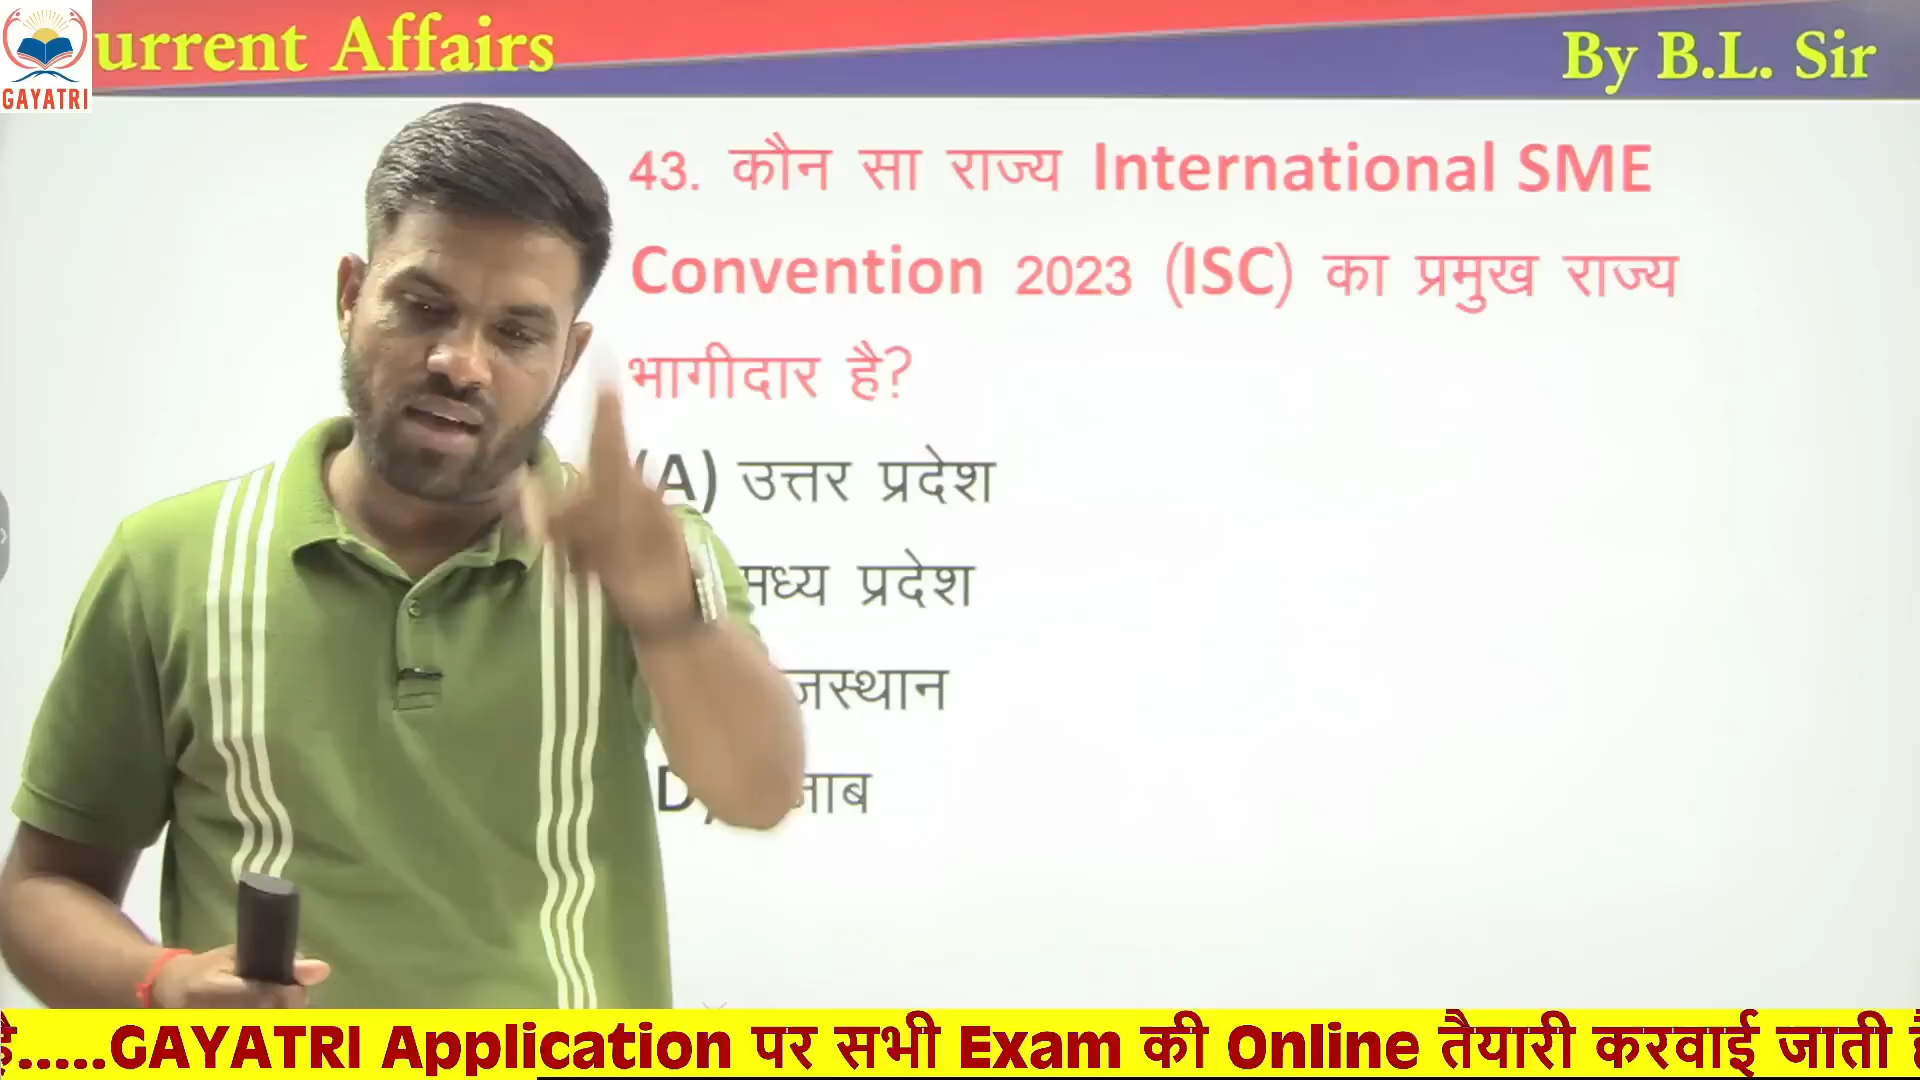 urrent Affairs
By B.L. Sir
GAYATRI
43. कौन सा राज्य International SME
Convention 2023 (ISC) का प्रमुख राज्य
भागीदार है?
(A) उत्तर प्रदेश
मध्य प्रदेश
जस्थान
D
है.....GAYATRI Application पर सभी Exam की Online तैयारी करवाई जाती है